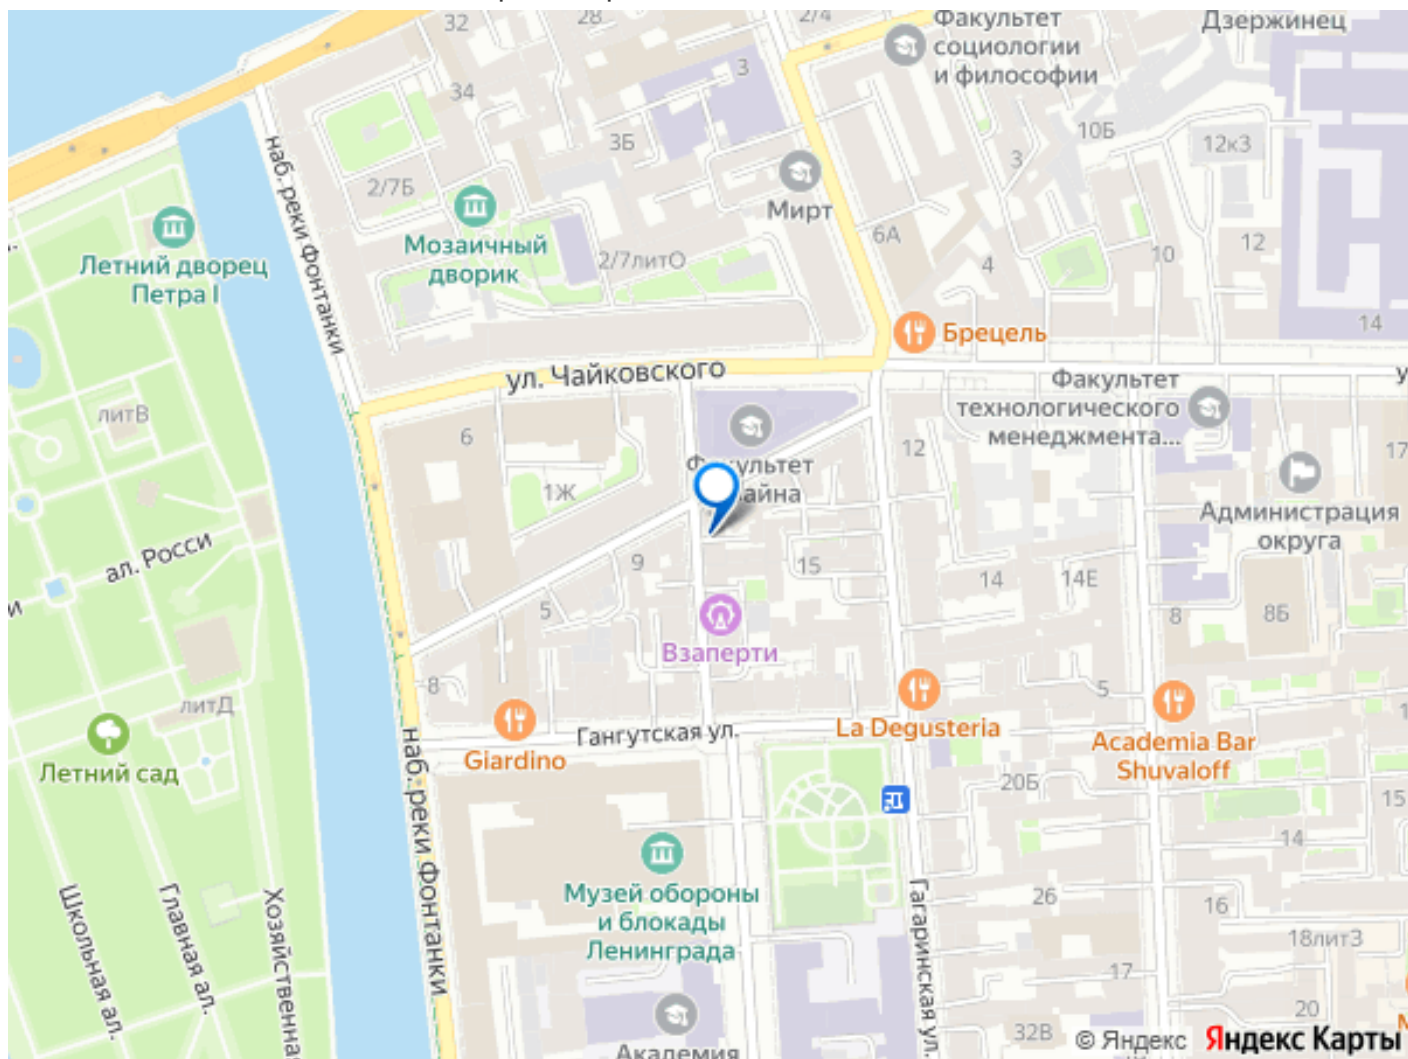 32
28
2/4
Факультет
социологии
и философии
Дзержинец
34
3
3Б
10Б
12к3
наб. реки Фонтанки
2/7Б
Мирт
3
Мозаичный
дворик
2/7литО
6А
4
10
12
Летний дворец
Петра I
Брецель
14
ул. Чайковского
Факультет
технологического
менеджмента...
У
литВ
6
12
17
Факультет
1Ж
Администрация
округа
ал. Росси
9
15
14
14Е
5
8
8Б
Взаперти
8
5
литД
Giardino
Гангутская ул.
La Degusteria
Academia Bar
Shuvaloff
Летний сад
наб. реки Фонтанки
20Б
15
14
Музей обороны
и блокады
Ленинграда
Школьная ал.
Главная ал.
Хозяйственная
Гагаринская ул.
26
16
18литЗ
17
20
32В
Академия
© Яндекс Яндекс Карты